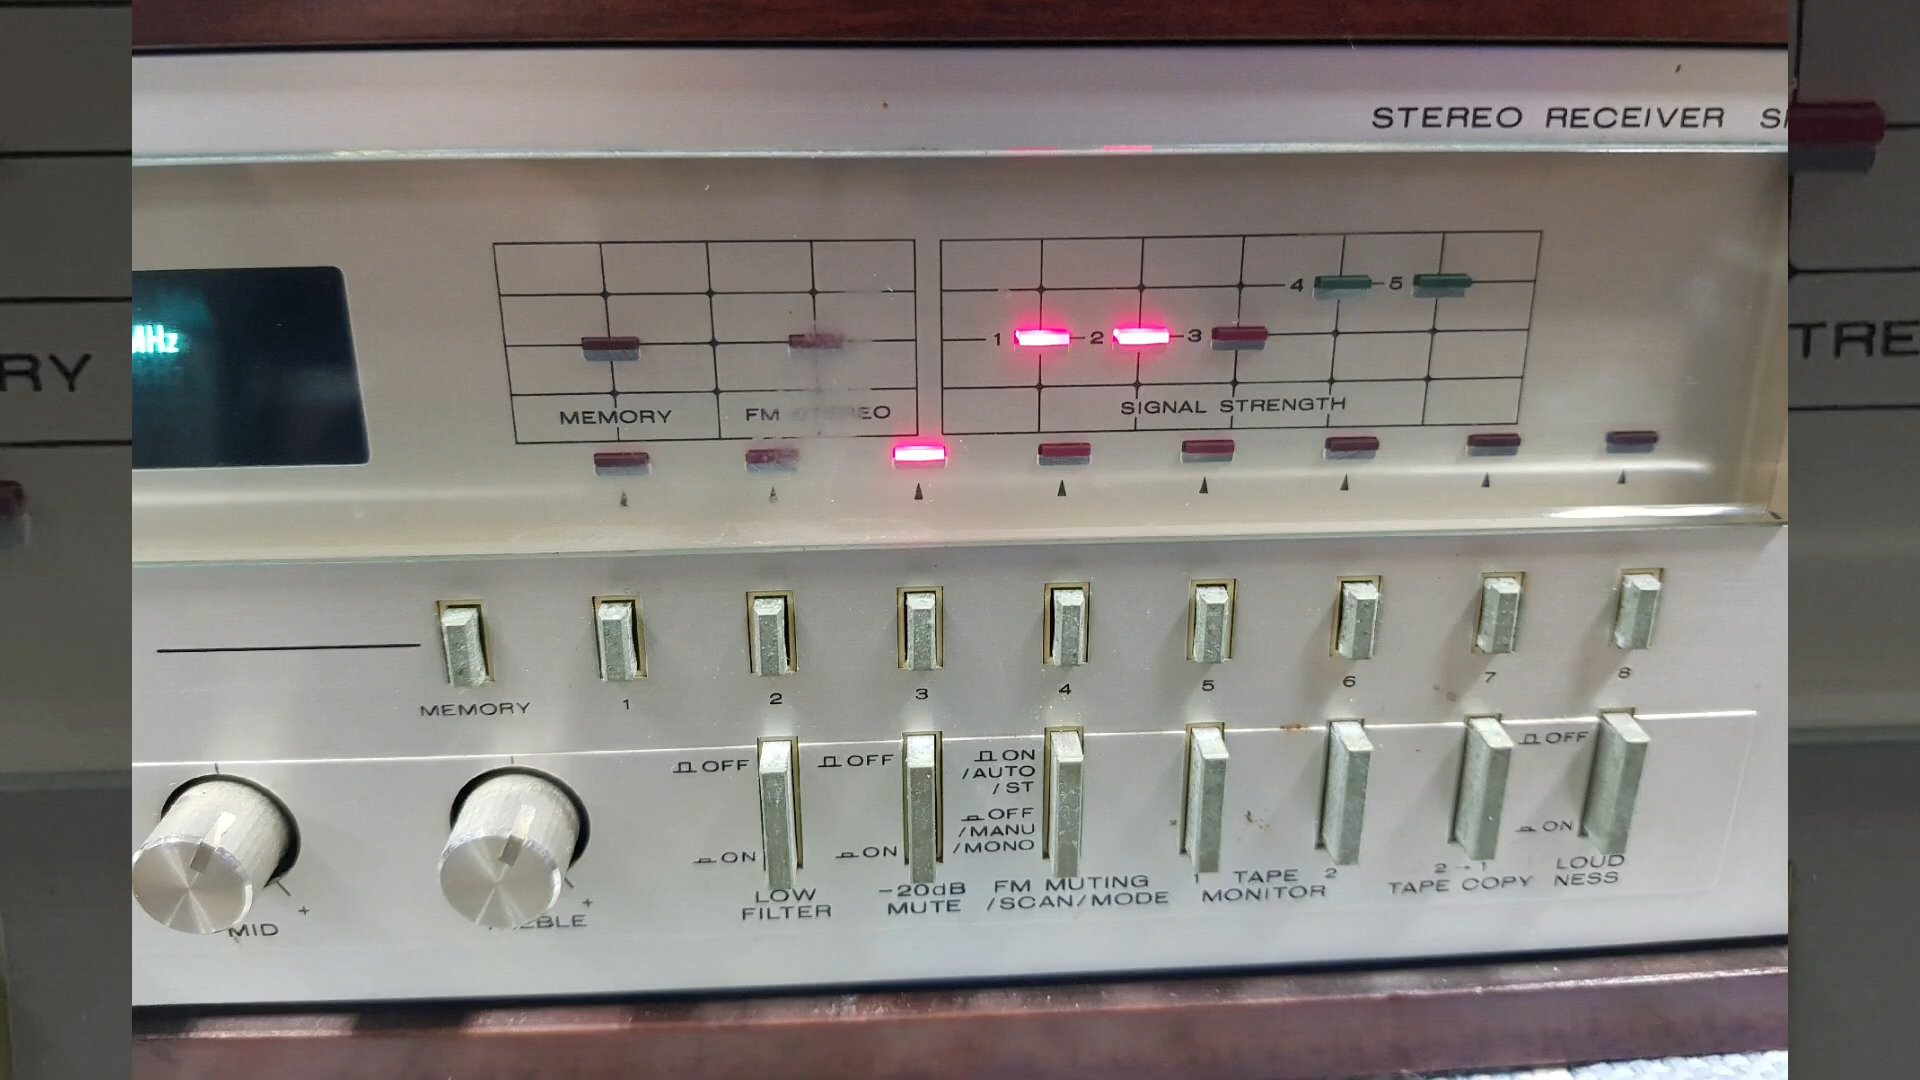 STEREO RECEIVER
MHz
1 2 3 4 5
MEMORY FM STEREO SIGNAL STRENGTH
MEMORY 1 2 3 4 5 6 7 8
OFF OFF ON OFF
/AUTO
/ST
OFF
/MANU
ON ON /MONO ON
MID + TREBLE +
LOW
FILTER
-20dB
MUTE
FM MUTING
/SCAN/MODE
1 TAPE 2
MONITOR
2→1
TAPE COPY
LOUD
NESS
RY
TRE